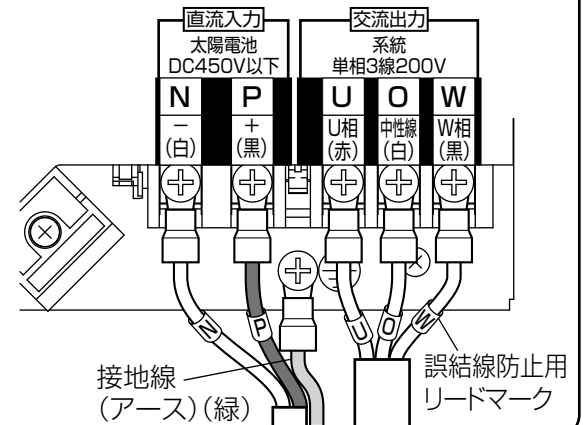 直流入力
太陽電池
DC450V以下
交流出力
系統
単相3線200V
N
P
U
O
W
−
(白)
+
(黒)
U相
(赤)
中性線
(白)
W相
(黒)
N
P
U
O
W
接地線
(アース)(緑)
誤結線防止用
リードマーク